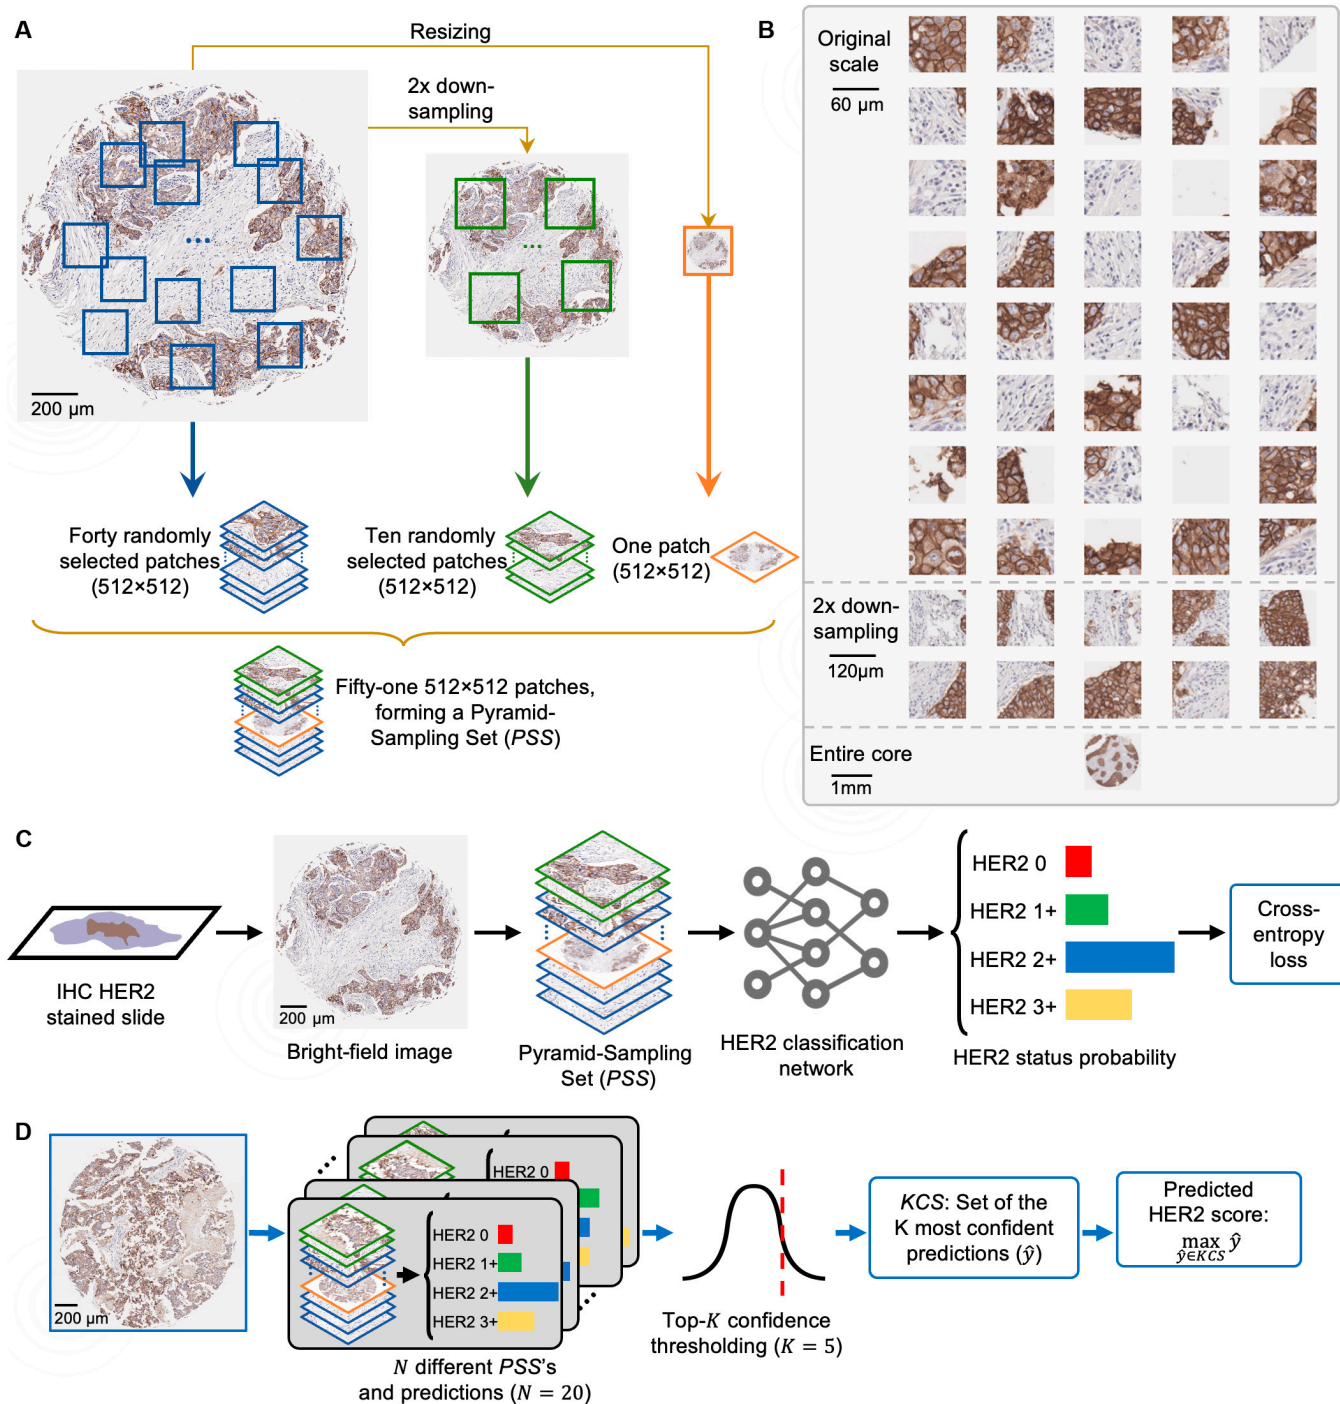 A
Resizing
2x down-
sampling
200 µm
Forty randomly
selected patches
(512×512)
Ten randomly
selected patches
(512×512)
One patch
(512×512)
Fifty-one 512×512 patches,
forming a Pyramid-
Sampling Set (PSS)
B
Original
scale
60 µm
2x down-
sampling
120µm
Entire core
1mm
C
IHC HER2
stained slide
200 µm
Bright-field image
Pyramid-Sampling
Set (PSS)
HER2 classification
network
HER2 0
HER2 1+
HER2 2+
HER2 3+
HER2 status probability
Cross-
entropy
loss
D
200 µm
HER2 0
HER2 0
HER2 1+
HER2 2+
HER2 3+
N different PSS's
and predictions (N = 20)
Top-K confidence
thresholding (K = 5)
KCS: Set of the
K most confident
predictions (ŷ)
Predicted
HER2 score:
max ŷ
ŷ∈KCS